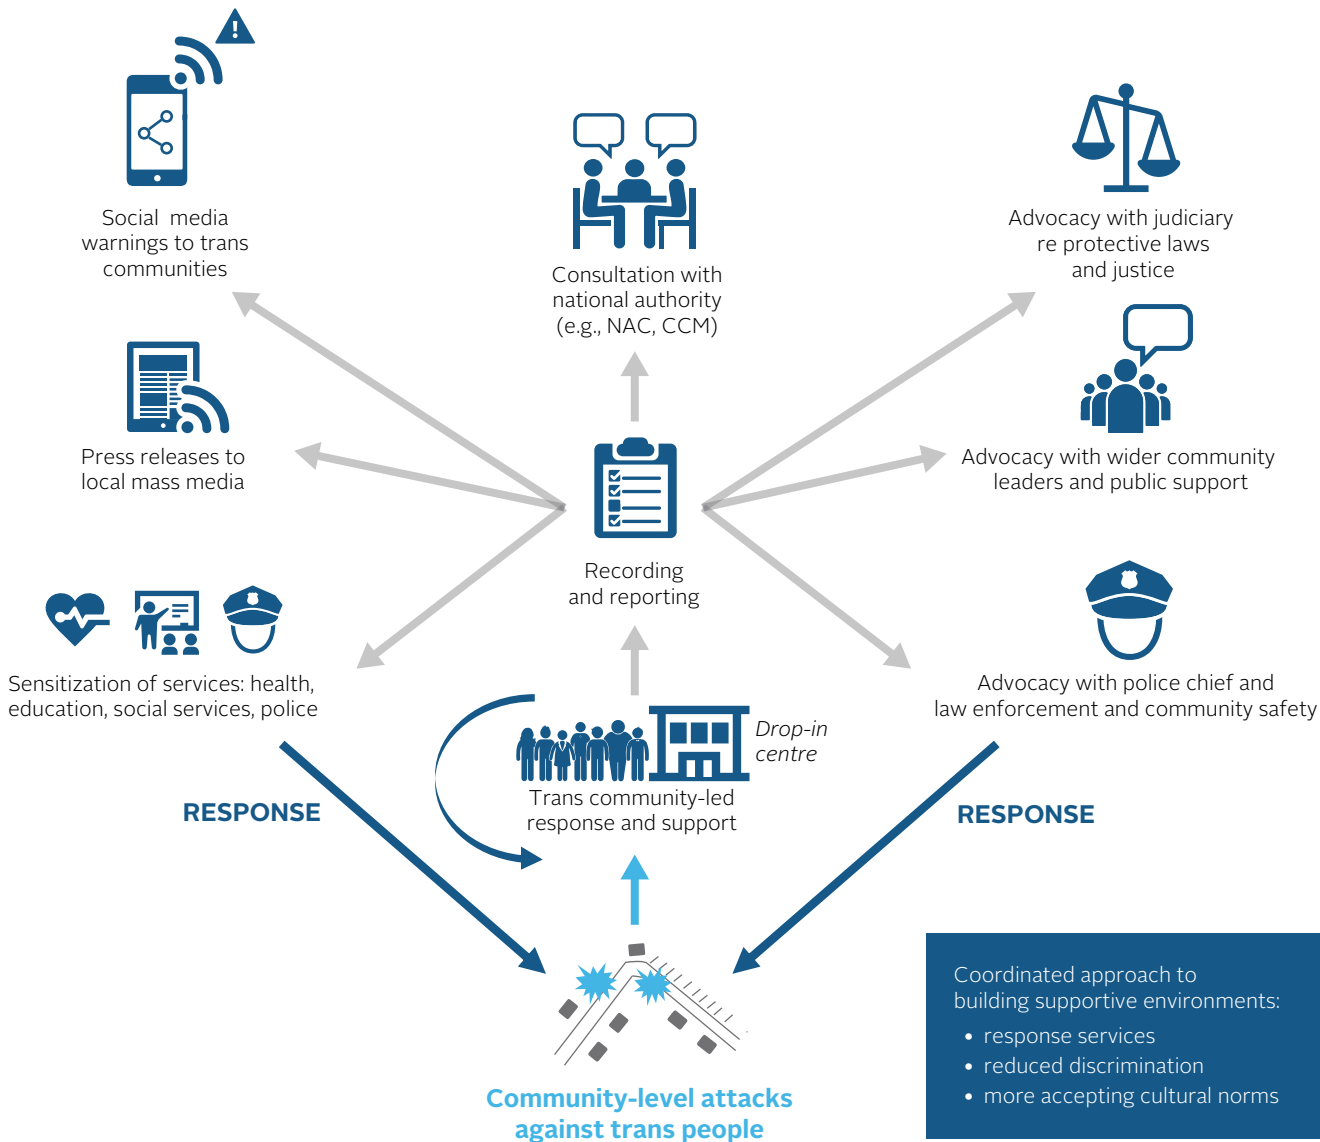 Social media
warnings to trans
communities
Consultation with
national authority
(e.g., NAC, CCM)
Advocacy with judiciary
re protective laws
and justice
Press releases to
local mass media
Advocacy with wider community
leaders and public support
Recording
and reporting
Sensitization of services: health,
education, social services, police
Advocacy with police chief and
law enforcement and community safety
Drop-in
centre
Trans community-led
response and support
RESPONSE
RESPONSE
Community-level attacks
against trans people
Coordinated approach to
building supportive environments:
• response services
• reduced discrimination
• more accepting cultural norms